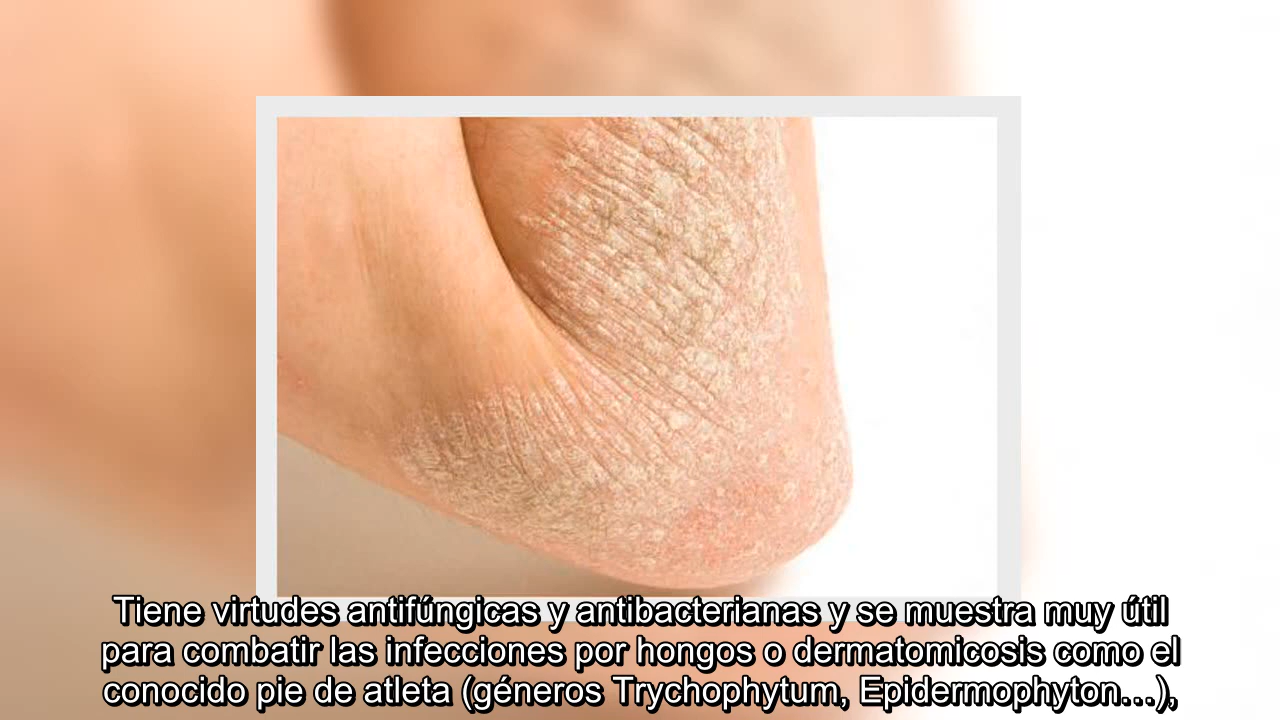 Tiene virtudes antifúngicas y antibacterianas y se muestra muy útil
para combatir las infecciones por hongos o dermatomicosis como el
conocido pie de atleta (géneros Trychophytum, Epidermophyton…),